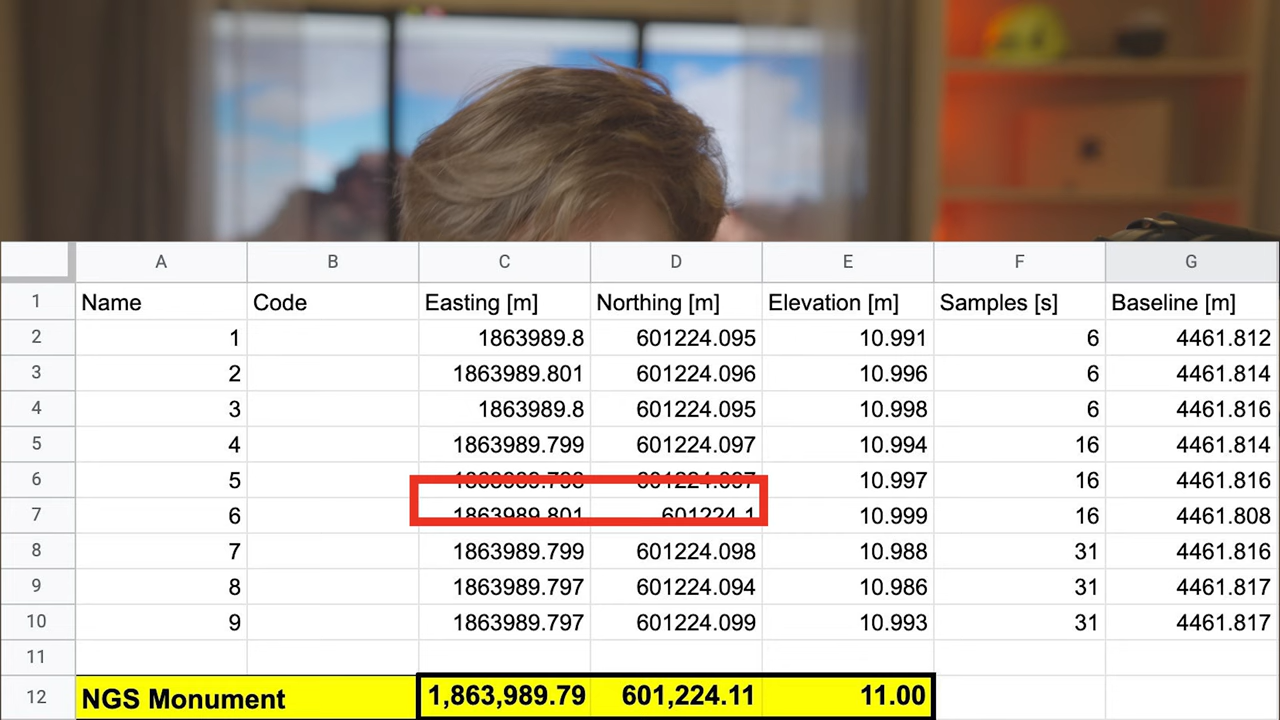 A B C D E F G
1 Name Code Easting [m] Northing [m] Elevation [m] Samples [s] Baseline [m]
2 1 1863989.8 601224.095 10.991 6 4461.812
3 2 1863989.801 601224.096 10.996 6 4461.814
4 3 1863989.8 601224.095 10.998 6 4461.816
5 4 1863989.799 601224.097 10.994 16 4461.814
6 5 601224.097 10.997 16 4461.816
7 6 1863989.801 601224.1 10.999 16 4461.808
8 7 1863989.799 601224.098 10.988 31 4461.816
9 8 1863989.797 601224.094 10.986 31 4461.817
10 9 1863989.797 601224.099 10.993 31 4461.817
11
12 NGS Monument 1,863,989.79 601,224.11 11.00